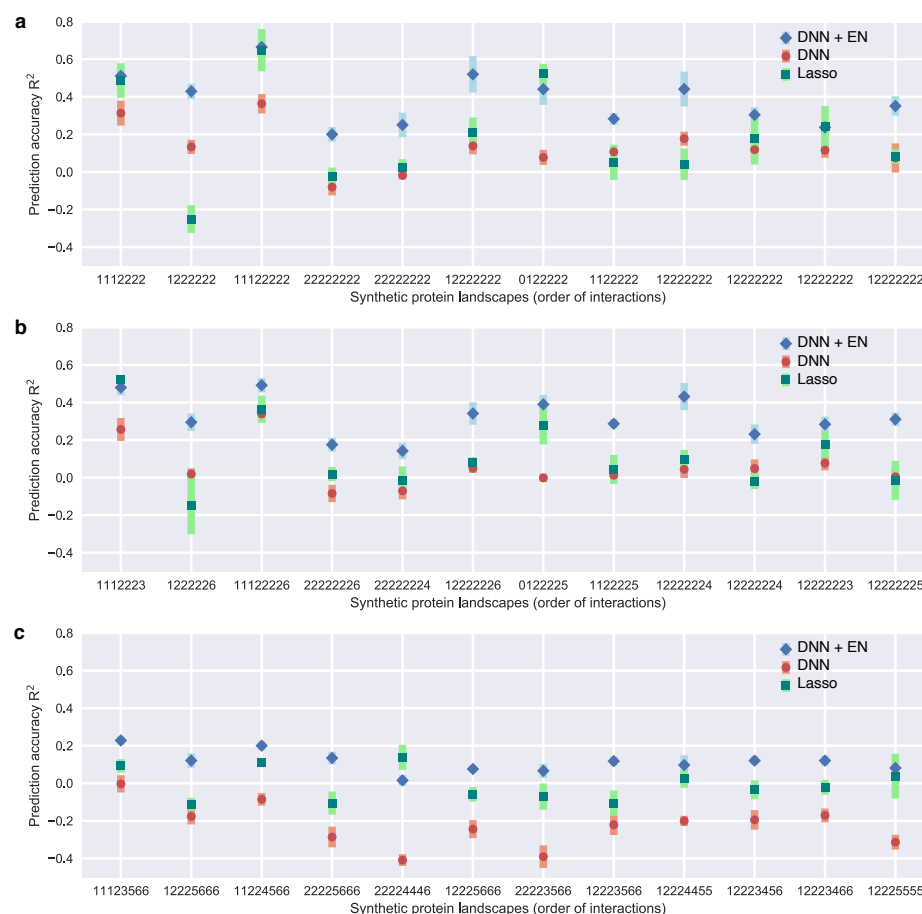 a
0.8
0.6
0.4
0.2
0.0
−0.2
−0.4
Prediction accuracy R²
DNN + EN
DNN
Lasso
1112222 1222222 11122222 22222222 22222222 12222222 0122222 1122222 12222222 12222222 12222222 12222222
Synthetic protein landscapes (order of interactions)
b
0.8
0.6
0.4
0.2
0.0
−0.2
−0.4
Prediction accuracy R²
DNN + EN
DNN
Lasso
1112223 1222226 11122226 22222226 22222224 12222226 0122225 1122225 12222224 12222224 12222223 12222225
Synthetic protein landscapes (order of interactions)
c
0.8
0.6
0.4
0.2
0.0
−0.2
−0.4
Prediction accuracy R²
DNN + EN
DNN
Lasso
11123566 12225666 11224566 22225666 22224446 12225666 22223566 12223566 12224455 12223456 12223466 12225555
Synthetic protein landscapes (order of interactions)